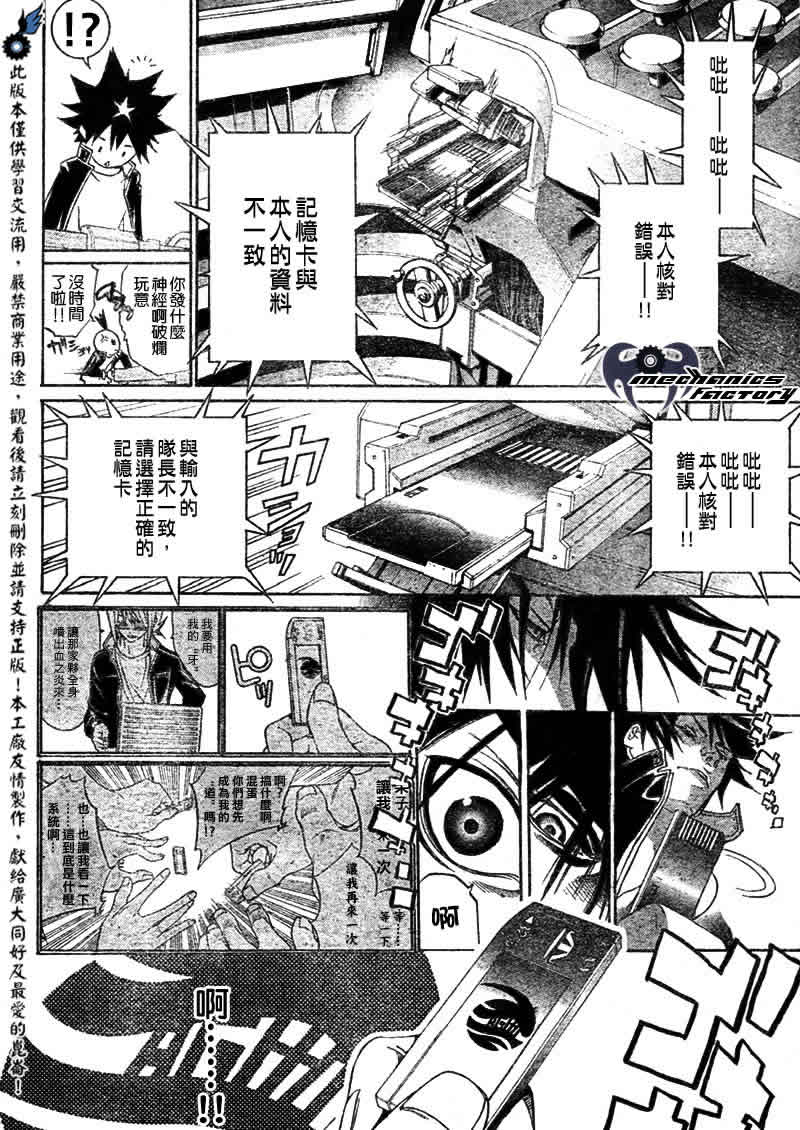 吡吡——吡吡——
本人核對
錯誤——!!
記憶卡與
本人的資料
不一致
!?
你發什麼
神經啊破爛
玩意
沒時間
了啦!!
mechanics
factory
吡吡——
吡吡——
本人核對
錯誤——!!
與輸入的
隊長不一致，
請選擇正確的
記憶卡
啊
我要用
我的〝牙〞
讓那家夥全身
噴出血之炎來…
讓我再來一次
等……
等一下
啊？
搞什麼啊
混蛋
你們想先
成為我的
〝道〞嗎!?
也…也讓我看一下
……這到底是什麼
系統啊…
啊……!!
此版本僅供學習交流用，嚴禁商業用途，觀看後請立刻刪除並請支持正版！本工廠友情製作，獻給廣大同好及最愛的崑崙！